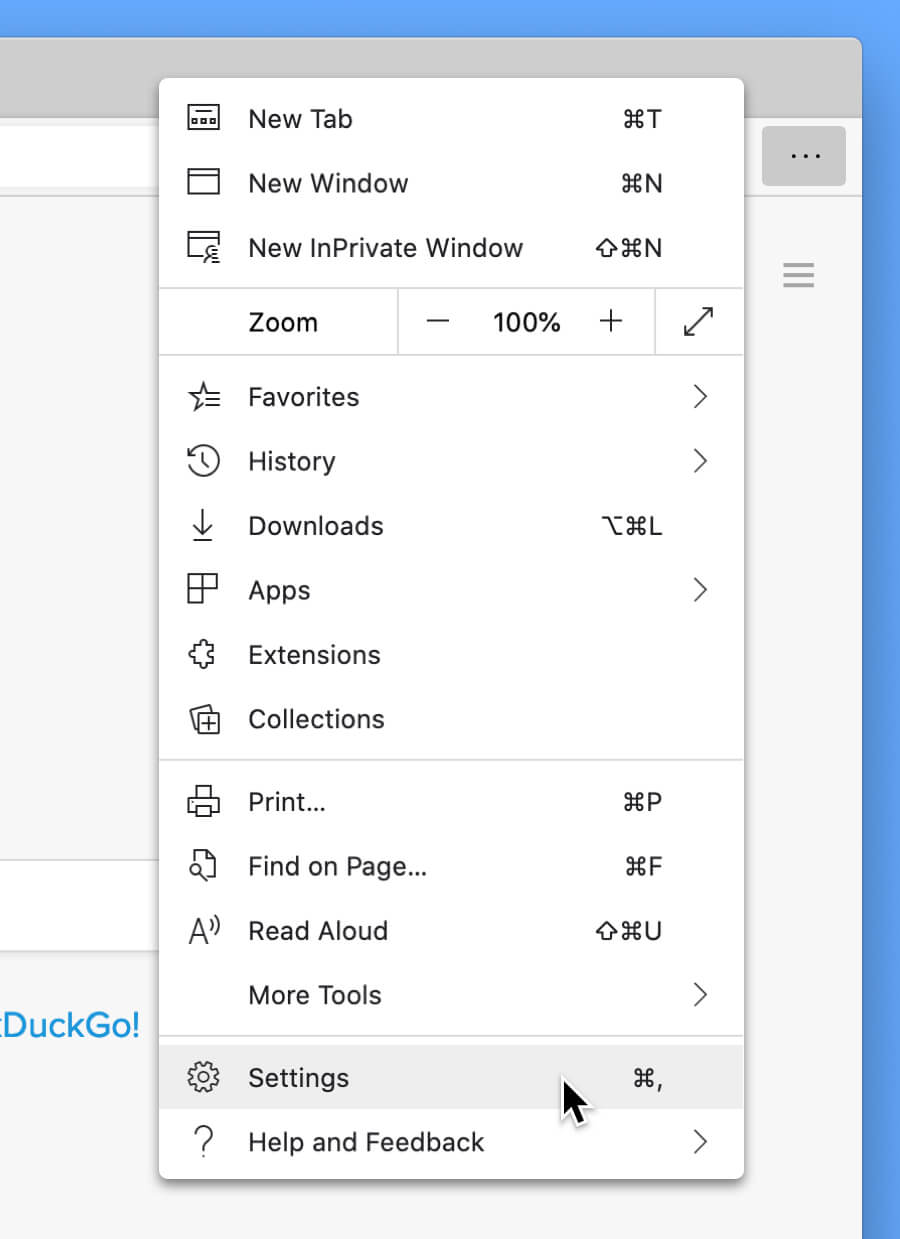 New Tab ⌘T
New Window ⌘N
New InPrivate Window ⇧⌘N
Zoom — 100% +
Favorites
History
Downloads ⌥⌘L
Apps
Extensions
Collections
Print... ⌘P
Find on Page... ⌘F
Read Aloud ⇧⌘U
More Tools
DuckGo!
Settings ⌘,
Help and Feedback